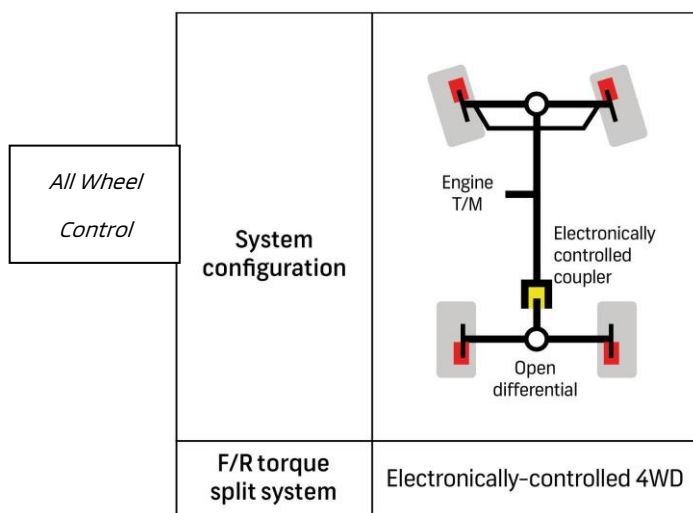 All Wheel
Control
System
configuration
Engine
T/M
Electronically
controlled
coupler
Open
differential
F/R torque
split system
Electronically-controlled 4WD